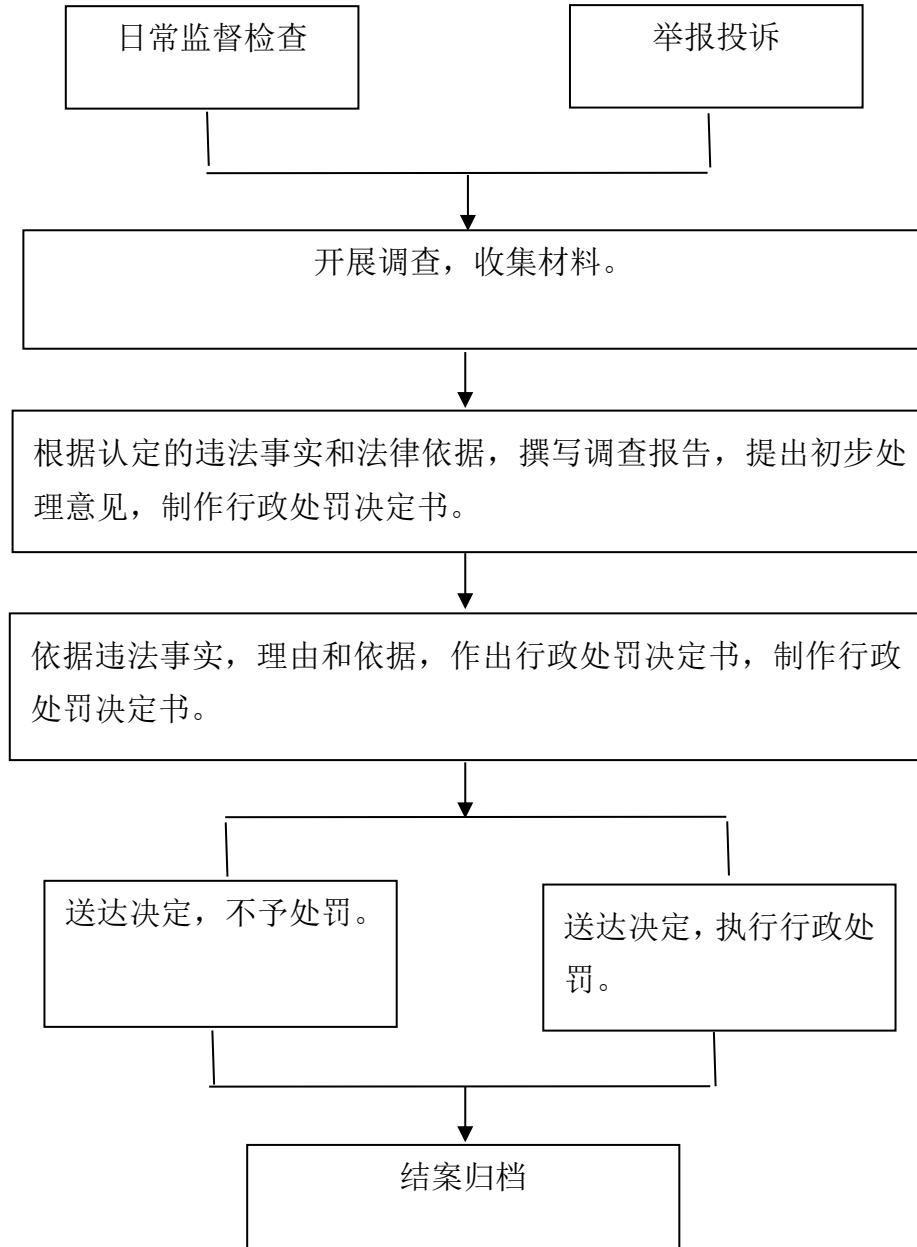 日常监督检查
举报投诉
开展调查，收集材料。
根据认定的违法事实和法律依据，撰写调查报告，提出初步处
理意见，制作行政处罚决定书。
依据违法事实，理由和依据，作出行政处罚决定书，制作行政
处罚决定书。
送达决定，不予处罚。
送达决定，执行行政处
罚。
结案归档